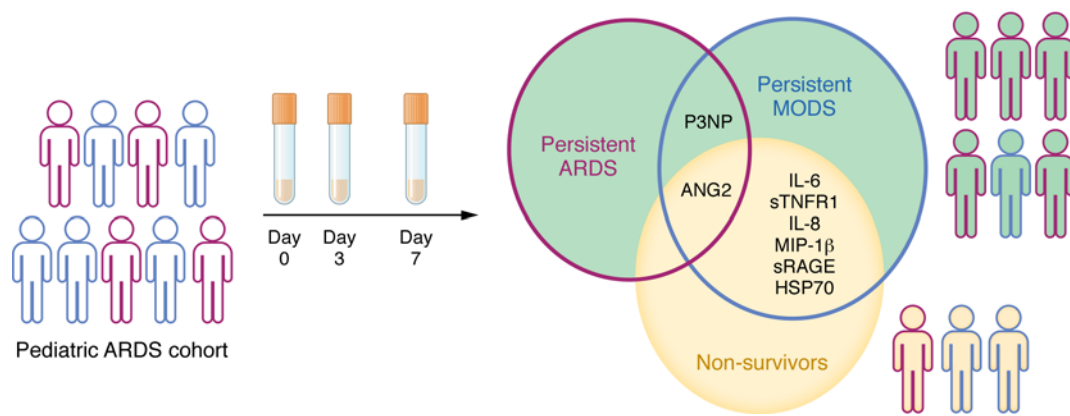 Pediatric ARDS cohort
Day
0
Day
3
Day
7
Persistent
ARDS
Persistent
MODS
P3NP
ANG2
IL-6
sTNFR1
IL-8
MIP-1β
sRAGE
HSP70
Non-survivors